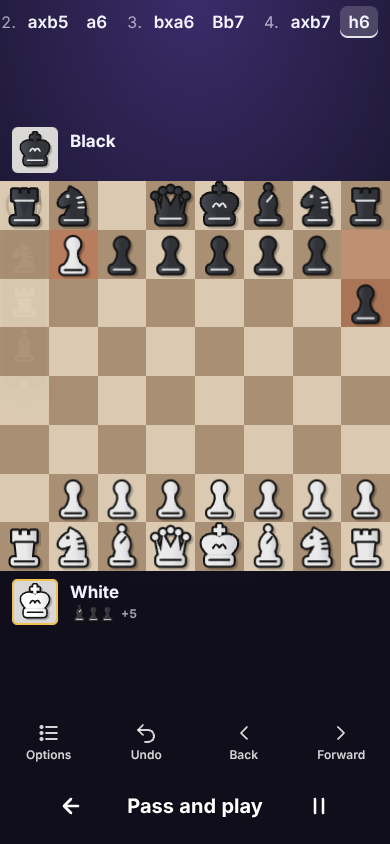 2. axb5 a6 3. bxa6 Bb7 4. axb7 h6
Black
White
+5
Options Undo Back Forward
Pass and play